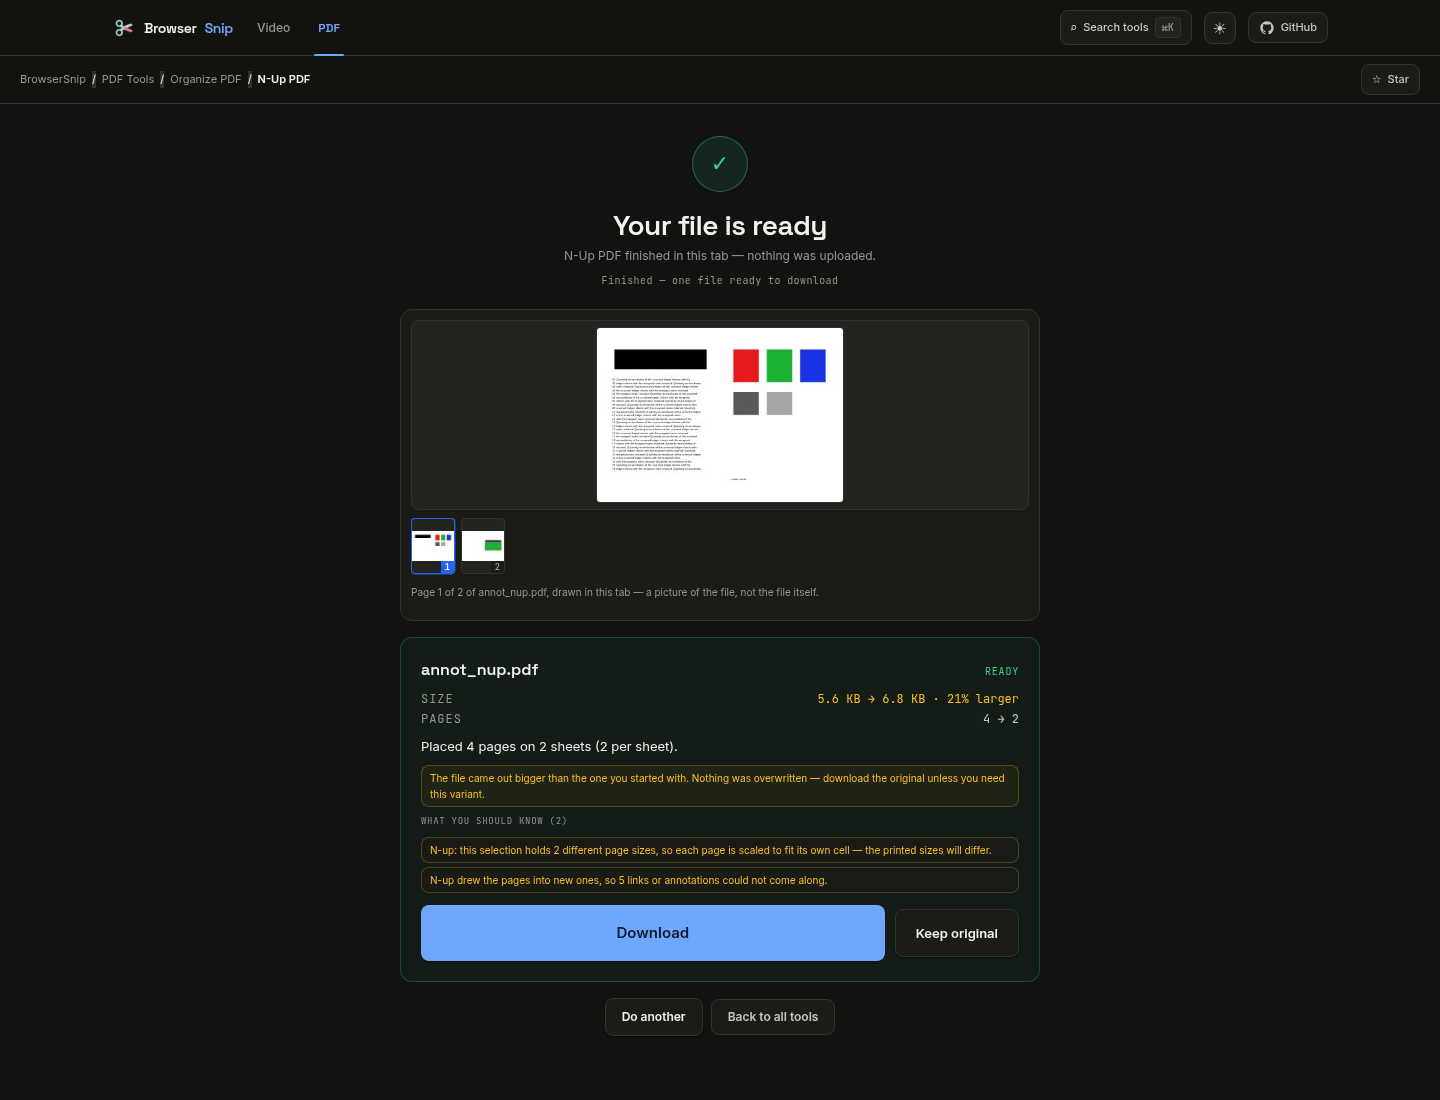 Browser Snip Video PDF
⌕ Search tools ⌘K ☀ GitHub
BrowserSnip / PDF Tools / Organize PDF / N-Up PDF
☆ Star
✓
Your file is ready
N-Up PDF finished in this tab — nothing was uploaded.
Finished — one file ready to download
1
2
Page 1 of 2 of annot_nup.pdf, drawn in this tab — a picture of the file, not the file itself.
annot_nup.pdf
READY
SIZE
5.6 KB → 6.8 KB · 21% larger
PAGES
4 → 2
Placed 4 pages on 2 sheets (2 per sheet).
The file came out bigger than the one you started with. Nothing was overwritten — download the original unless you need
this variant.
WHAT YOU SHOULD KNOW (2)
N-up: this selection holds 2 different page sizes, so each page is scaled to fit its own cell — the printed sizes will differ.
N-up drew the pages into new ones, so 5 links or annotations could not come along.
Download
Keep original
Do another
Back to all tools